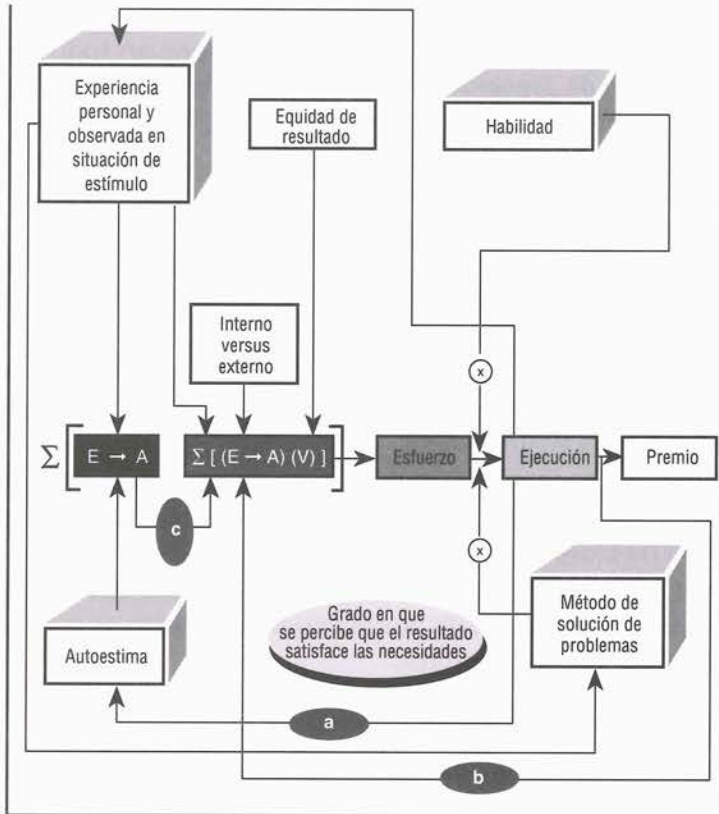 Experiencia
personal y
observada en
situación de
estímulo
Equidad de
resultado
Habilidad
Interno
versus
externo
x
Σ [ E → A
Σ [ (E → A) (V) ] ]
Esfuerzo
Ejecución
Premio
c
x
Autoestima
Grado en que
se percibe que el resultado
satisface las necesidades
Método de
solución de
problemas
a
b